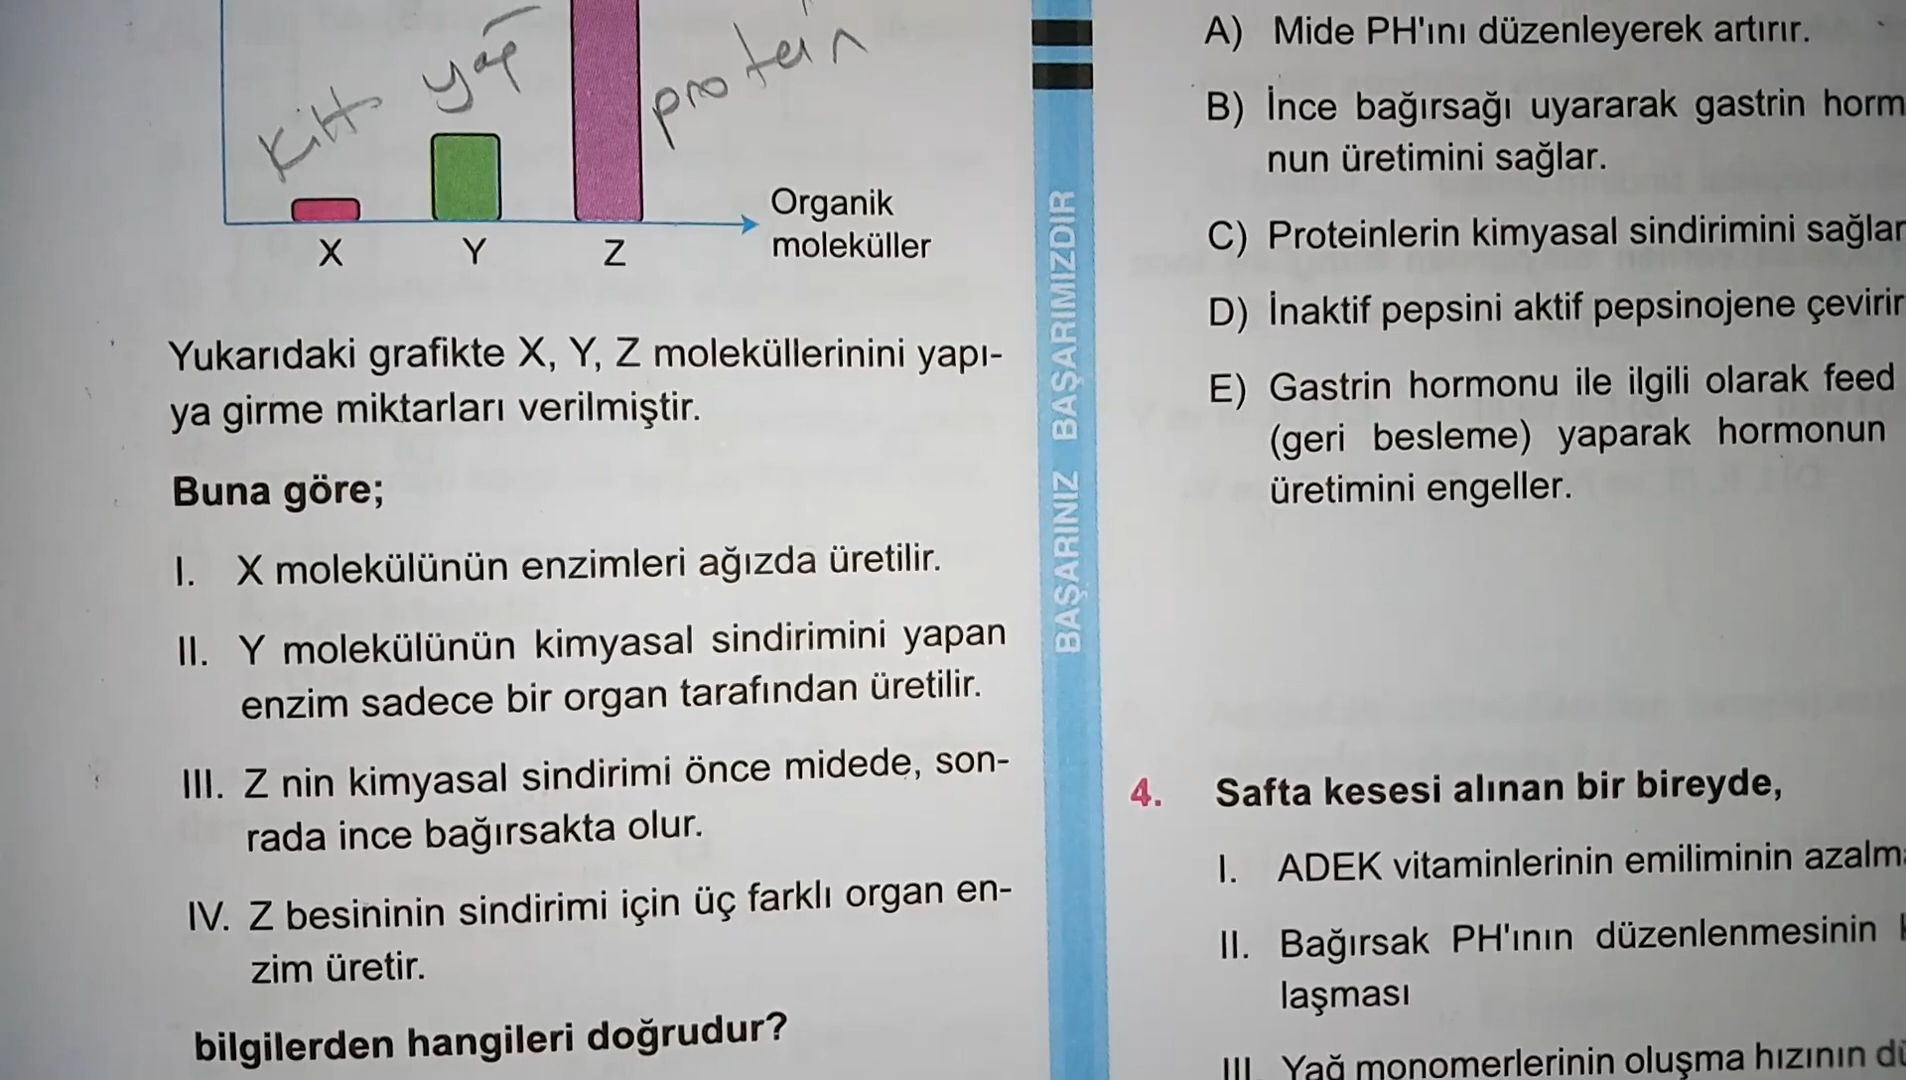 Kith yağ protein
X Y Z
Organik
moleküller
Yukarıdaki grafikte X, Y, Z moleküllerinini yapı-
ya girme miktarları verilmiştir.
Buna göre;
I. X molekülünün enzimleri ağızda üretilir.
II. Y molekülünün kimyasal sindirimini yapan
enzim sadece bir organ tarafından üretilir.
III. Z nin kimyasal sindirimi önce midede, son-
rada ince bağırsakta olur.
IV. Z besininin sindirimi için üç farklı organ en-
zim üretir.
bilgilerden hangileri doğrudur?
BAŞARINIZ BAŞARIMIZDIR
A) Mide PH'ını düzenleyerek artırır.
B) İnce bağırsağı uyararak gastrin horm
nun üretimini sağlar.
C) Proteinlerin kimyasal sindirimini sağlar
D) İnaktif pepsini aktif pepsinojene çevirir
E) Gastrin hormonu ile ilgili olarak feed
(geri besleme) yaparak hormonun
üretimini engeller.
4. Safta kesesi alınan bir bireyde,
I. ADEK vitaminlerinin emiliminin azalm
II. Bağırsak PH'ının düzenlenmesinin
laşması
III. Yağ monomerlerinin oluşma hızının dü